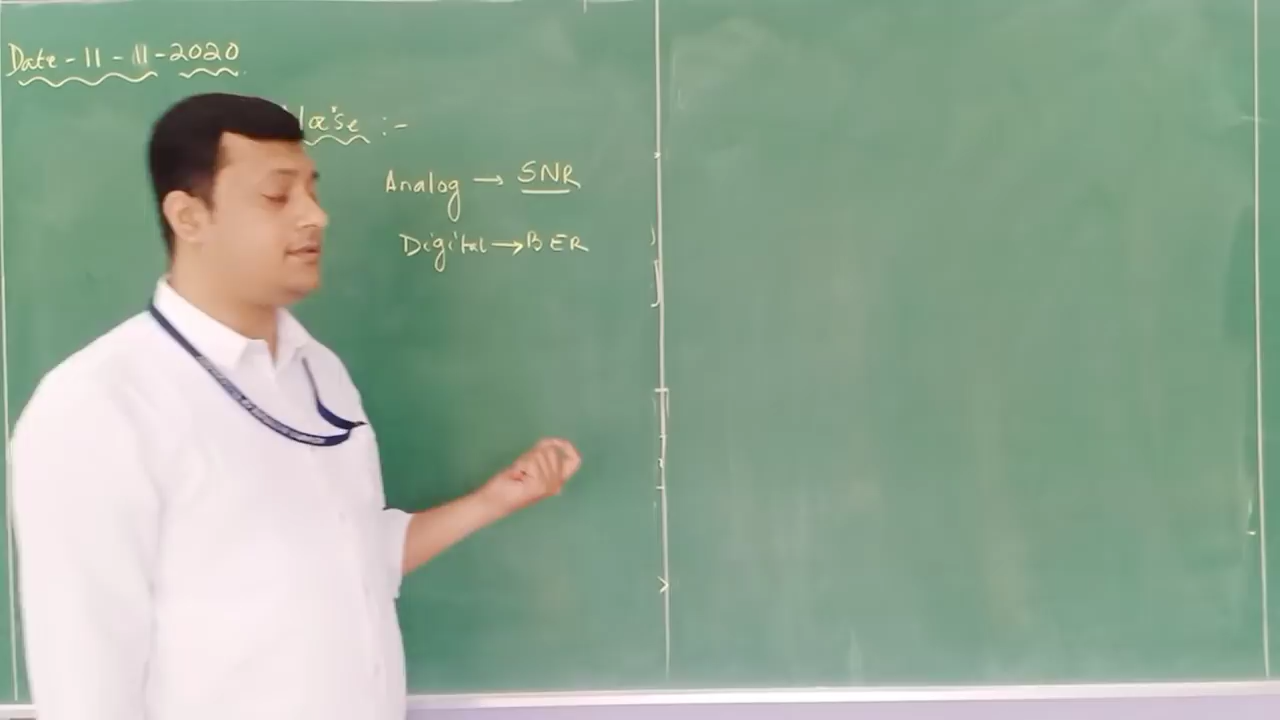 Date - 11 - 11 - 2020
:-
Analog → SNR
Digital → BER